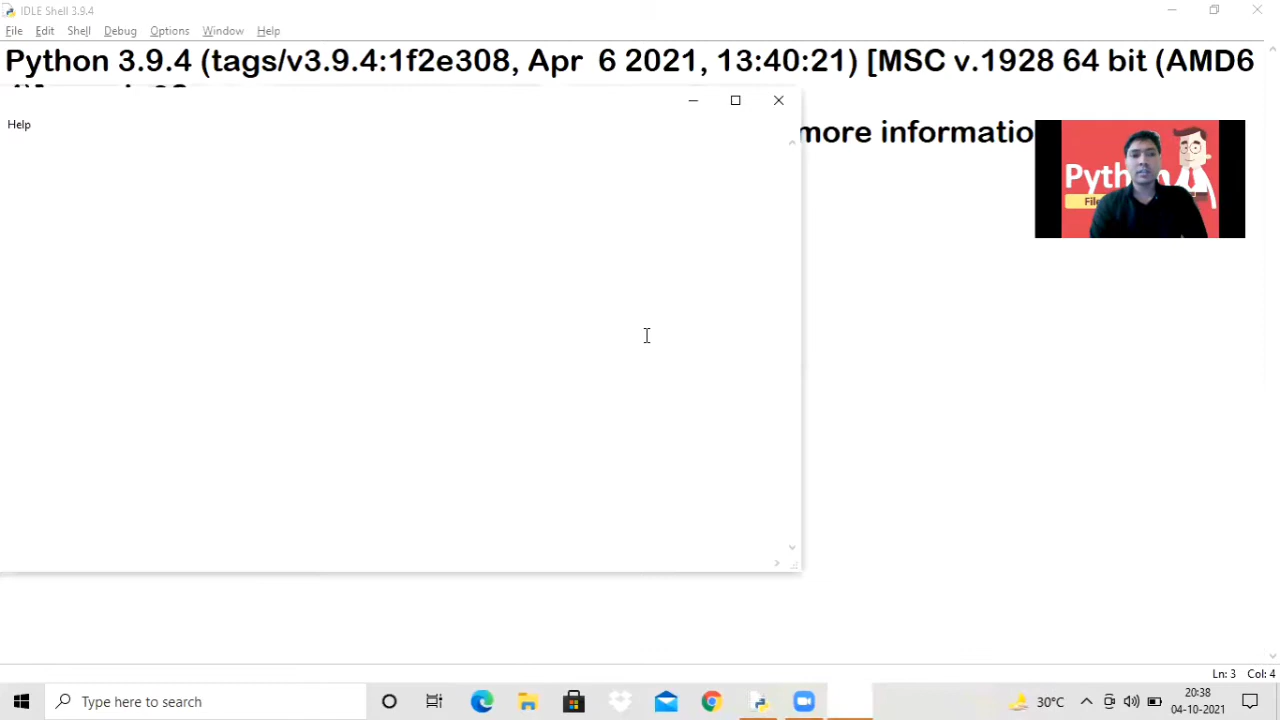 IDLE Shell 3.9.4
File Edit Shell Debug Options Window Help
Python 3.9.4 (tags/v3.9.4:1f2e308, Apr 6 2021, 13:40:21) [MSC v.1928 64 bit (AMD6
Help
more informatio
Python
File
Ln: 3 Col: 4
Type here to search
30°C
20:38
04-10-2021